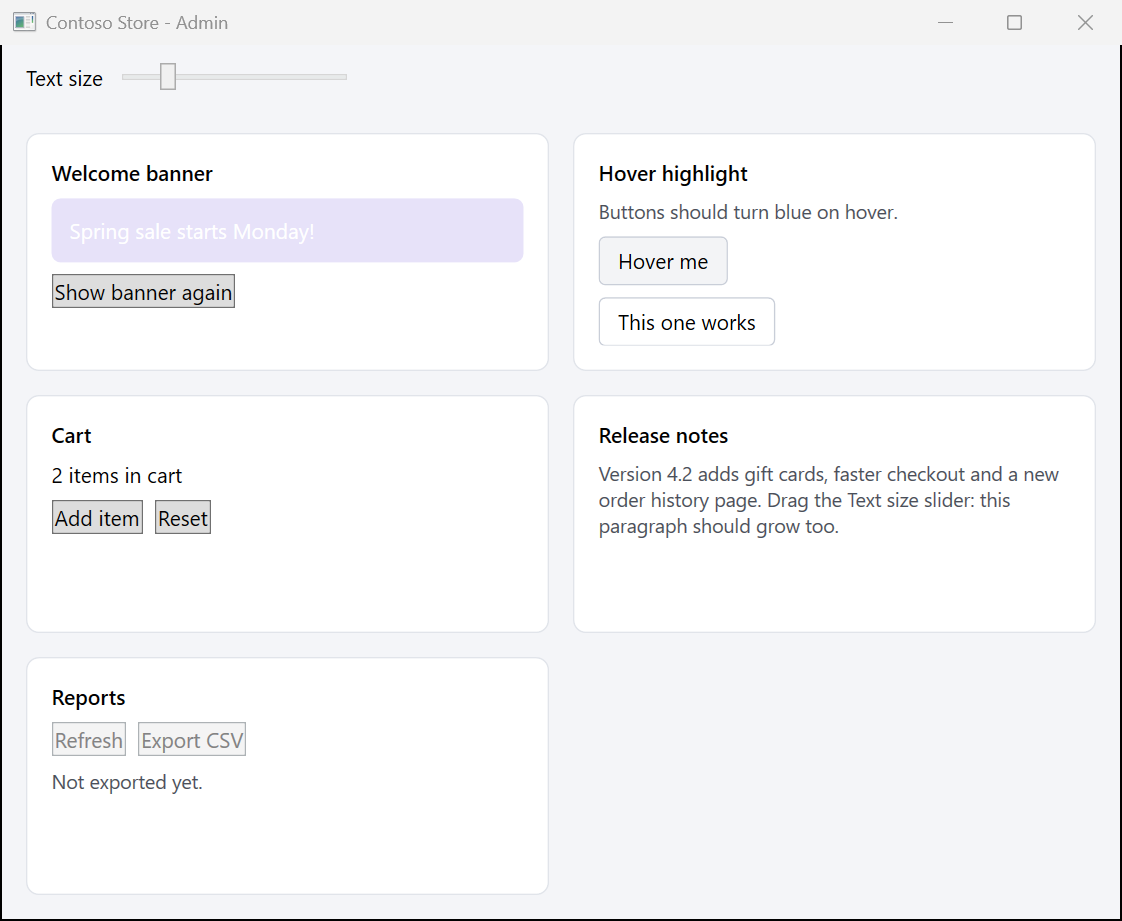 Contoso Store - Admin
Text size
Welcome banner
Spring sale starts Monday!
Show banner again
Hover highlight
Buttons should turn blue on hover.
Hover me
This one works
Cart
2 items in cart
Add item Reset
Release notes
Version 4.2 adds gift cards, faster checkout and a new
order history page. Drag the Text size slider: this
paragraph should grow too.
Reports
Refresh Export CSV
Not exported yet.